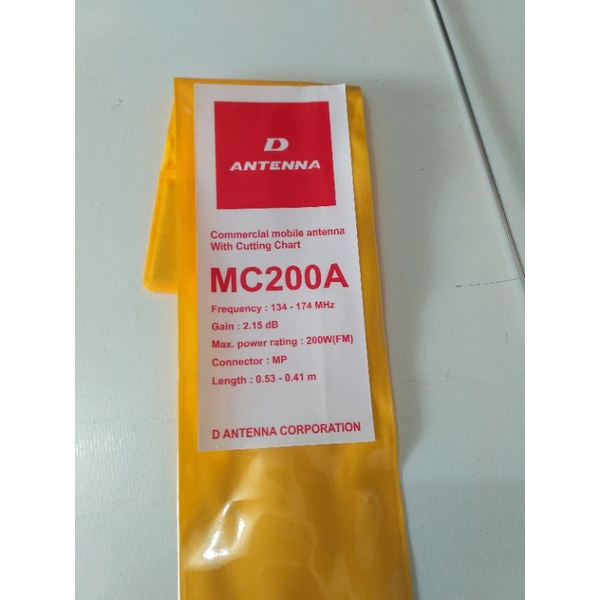 D
ANTENNA
Commercial mobile antenna
With Cutting Chart
MC200A
Frequency : 134 - 174 MHz
Gain : 2.15 dB
Max. power rating : 200W(FM)
Connector : MP
Length : 0.53 - 0.41 m
D ANTENNA CORPORATION